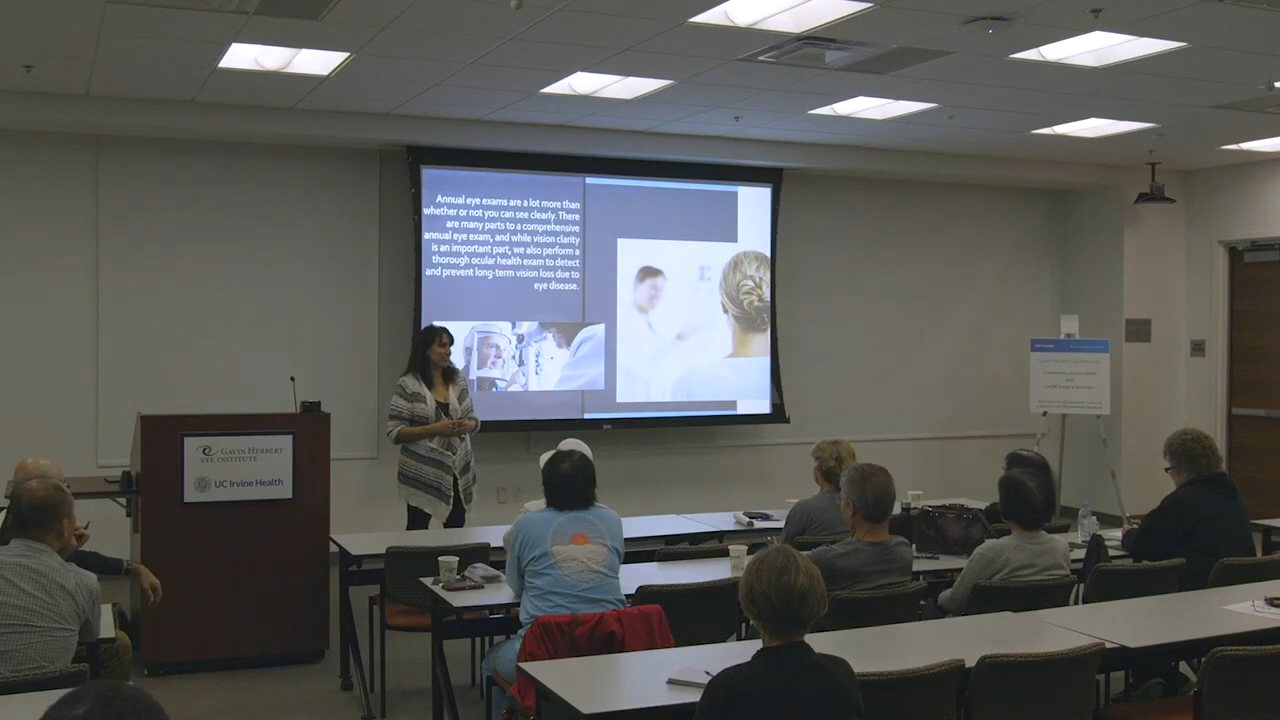 Annual eye exams are a lot more than
whether or not you can see clearly. There
are many parts to a comprehensive
annual eye exam, and while vision clarity
is an important part, we also perform a
thorough ocular health exam to detect
and prevent long-term vision loss due to
eye disease.
GAVIN HERBERT
EYE INSTITUTE
UC Irvine Health